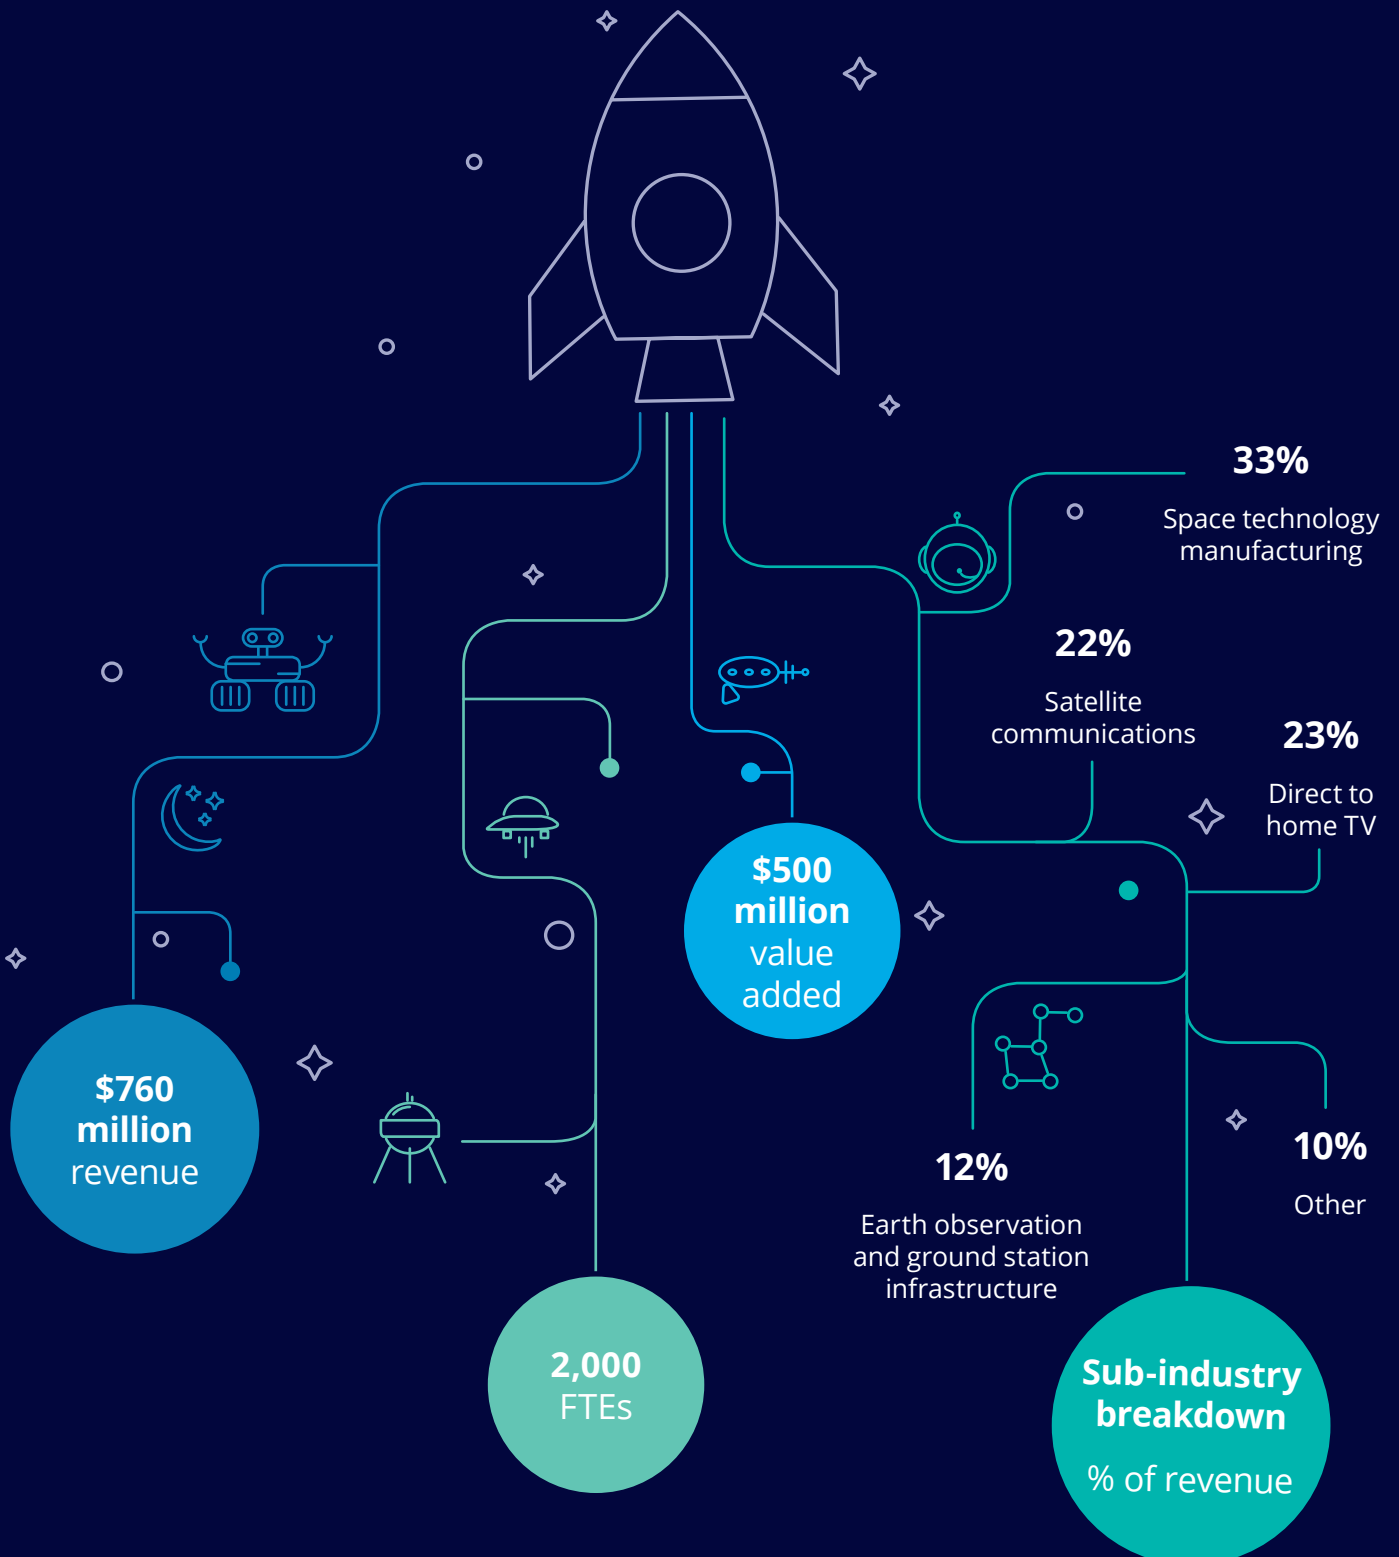 33%
Space technology
manufacturing
22%
Satellite
communications
23%
Direct to
home TV
$500
million
value
added
$760
million
revenue
12%
Earth observation
and ground station
infrastructure
10%
Other
2,000
FTEs
Sub-industry
breakdown
% of revenue